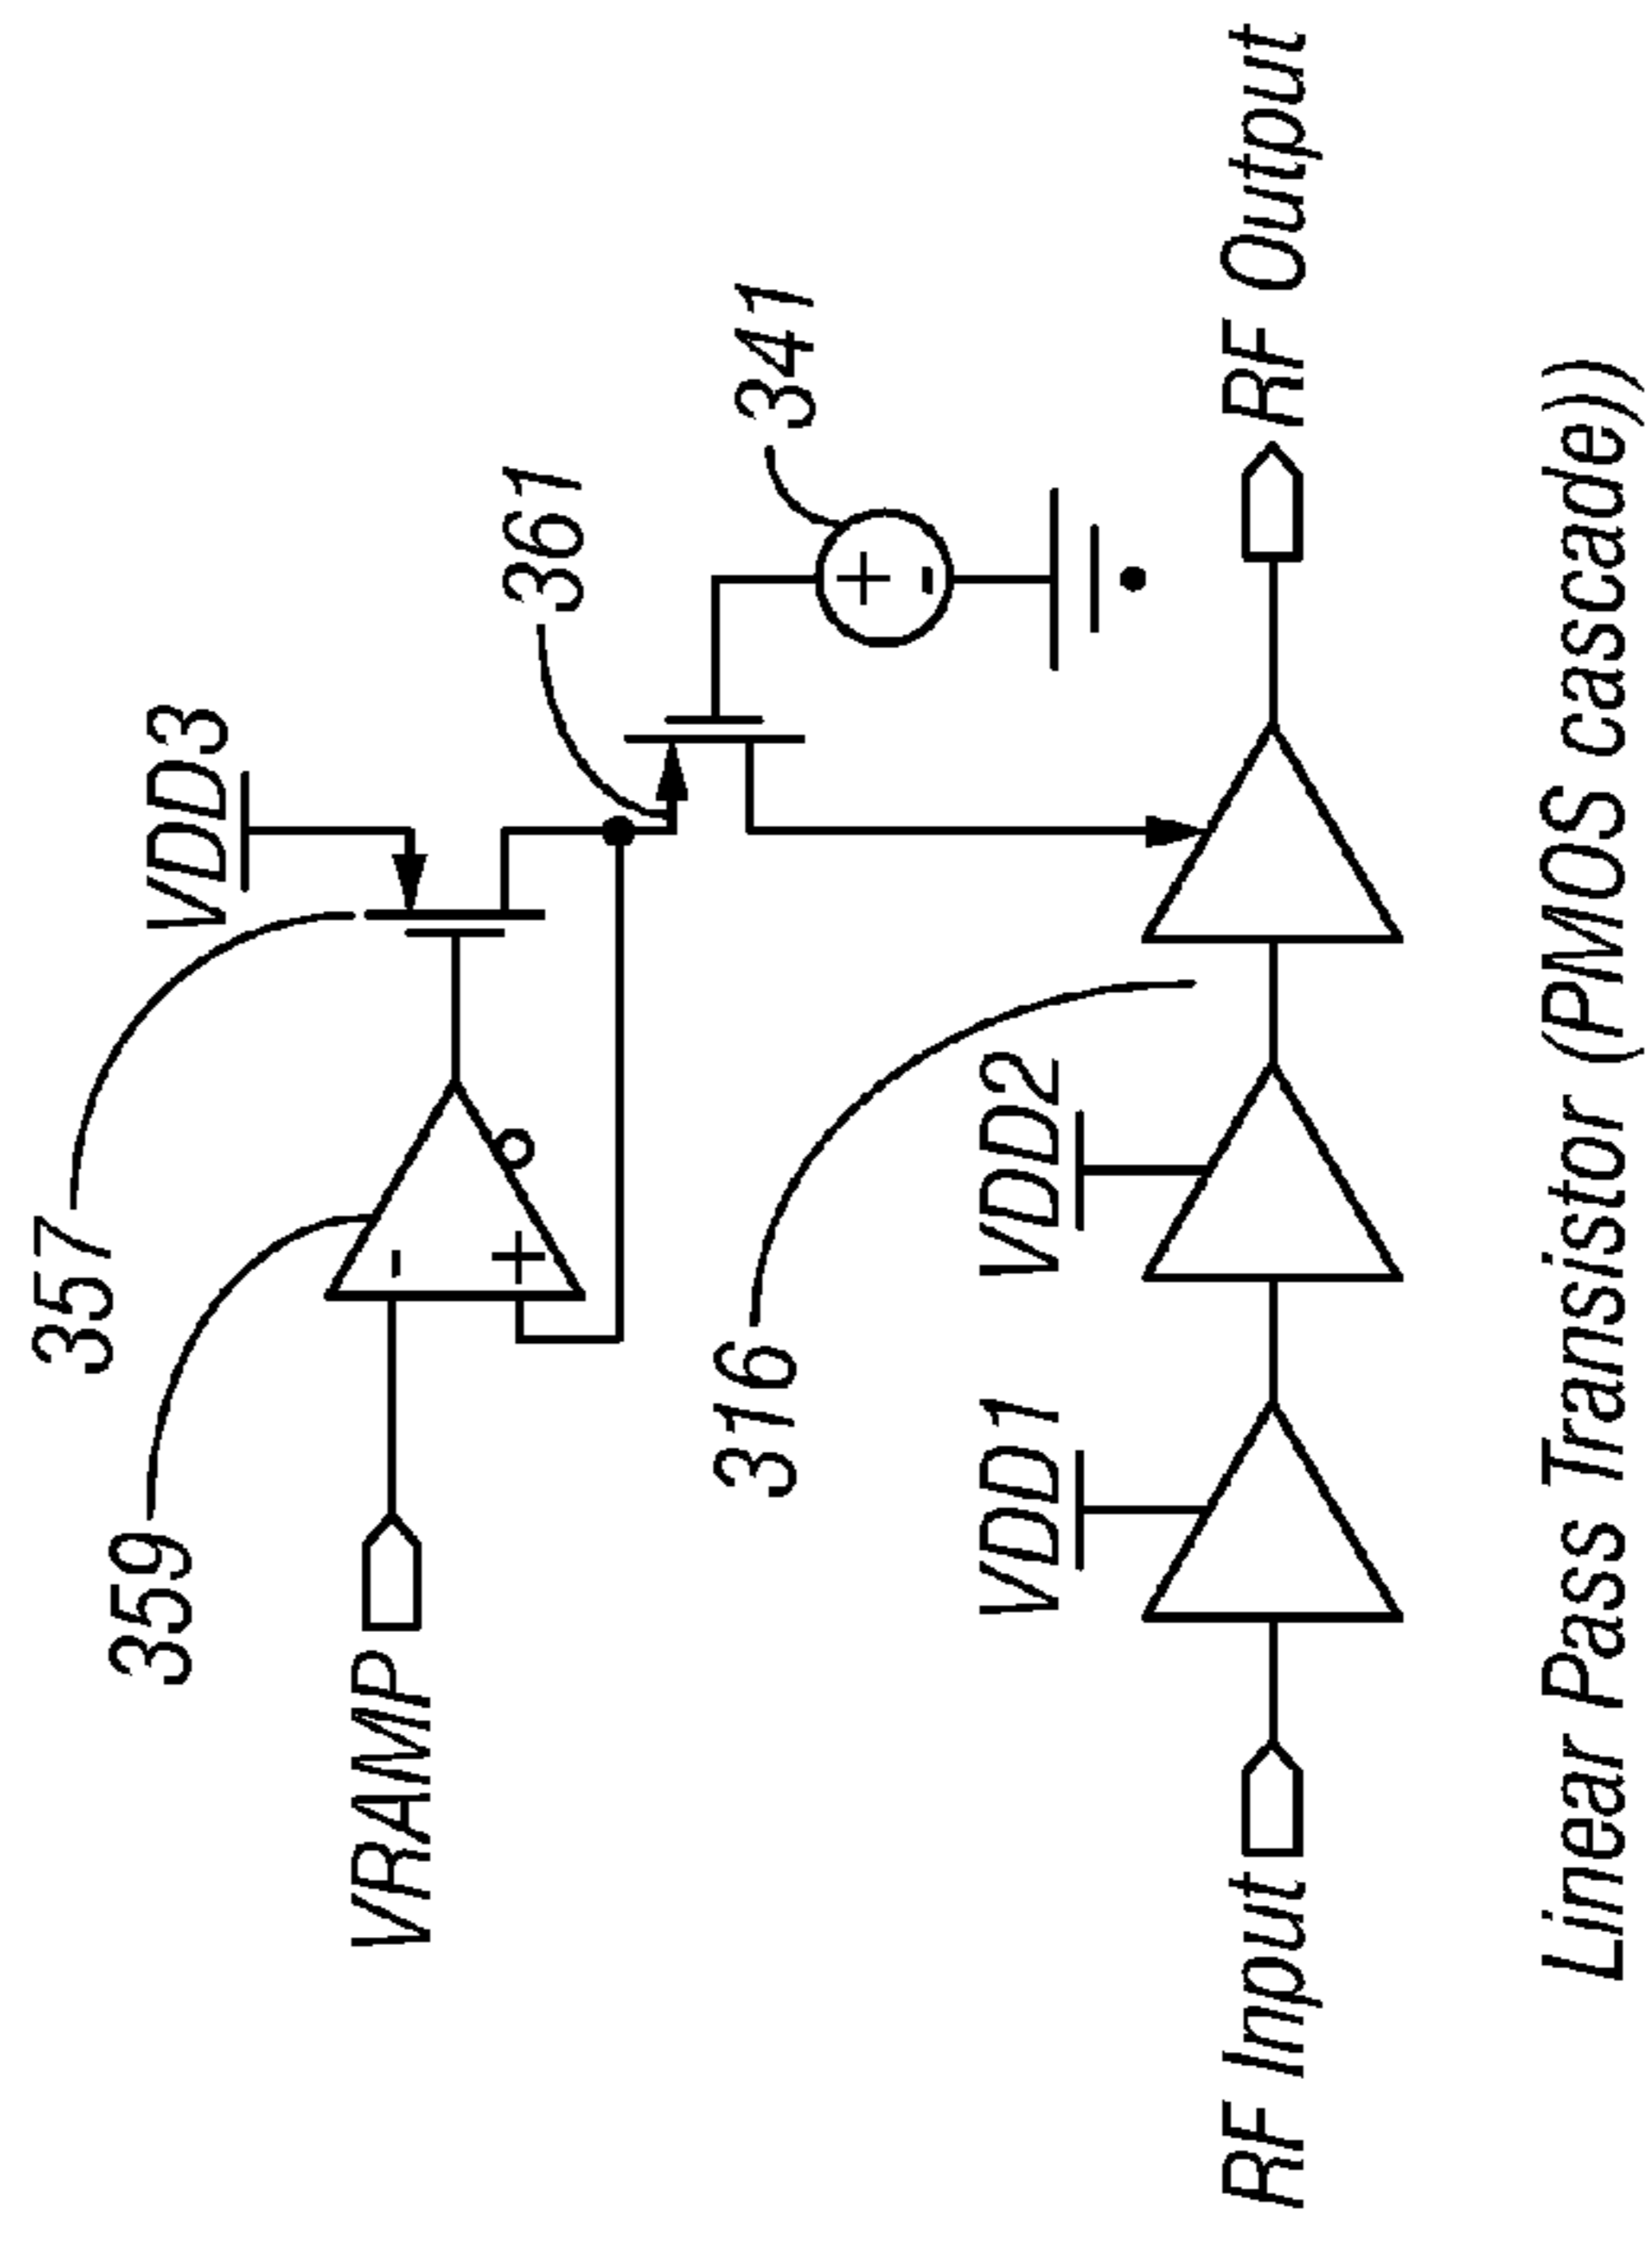 VDD3
357
359
361
VRAMP
-
+
341
+
-
316
VDD1
VDD2
RF Input
RF Output
Linear Pass Transistor (PMOS cascade))